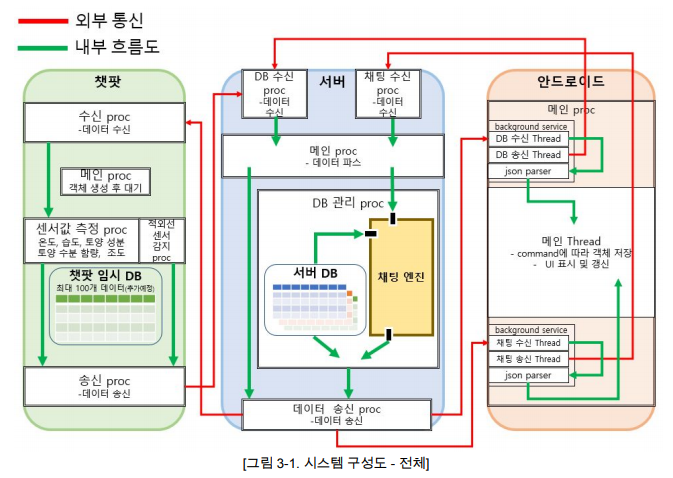 외부 통신
내부 흐름도
챗팟
수신 proc
-데이터 수신
메인 proc
객체 생성 후 대기
센서값 측정 proc
온도, 습도, 토양 성분
토양 수분 함량, 조도
적외선
센서
감지
proc
챗팟 임시 DB
최대 100개 데이터(추가예정)
송신 proc
-데이터 송신
서버
DB 수신
proc
-데이터
수신
채팅 수신
proc
-데이터
수신
메인 proc
- 데이터 파스
DB 관리 proc
서버 DB
채팅 엔진
데이터 송신 proc
-데이터 송신
안드로이드
메인 proc
background service
DB 수신 Thread
DB 송신 Thread
json parser
메인 Thread
- command에 따라 객체 저장
- UI 표시 및 갱신
background service
채팅 수신 Thread
채팅 송신 Thread
json parser
[그림 3-1. 시스템 구성도 - 전체]